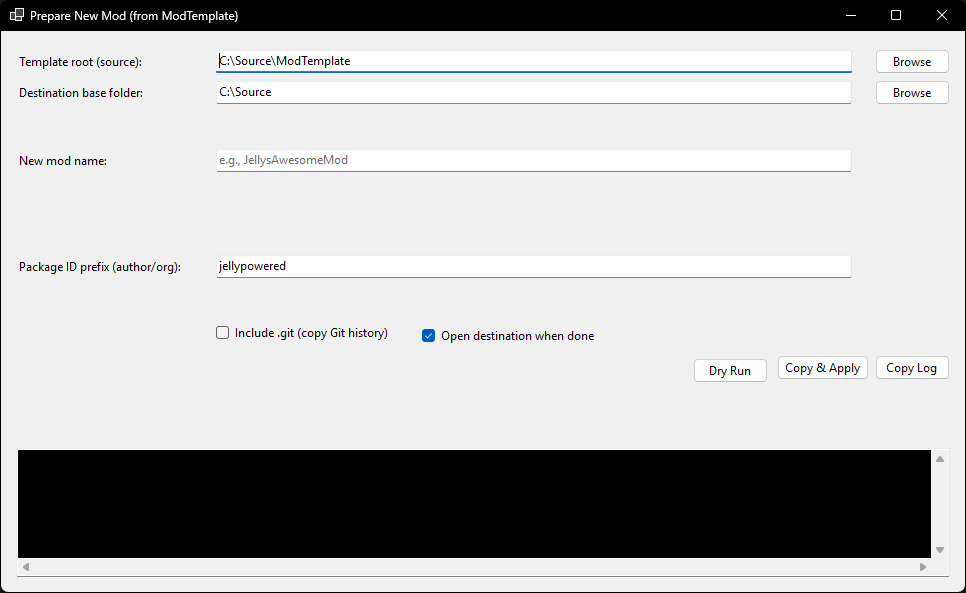 Prepare New Mod (from ModTemplate)
Template root (source): C:\Source\ModTemplate Browse
Destination base folder: C:\Source Browse
New mod name: e.g., JellysAwesomeMod
Package ID prefix (author/org): jellypowered
Include .git (copy Git history) Open destination when done
Dry Run Copy & Apply Copy Log